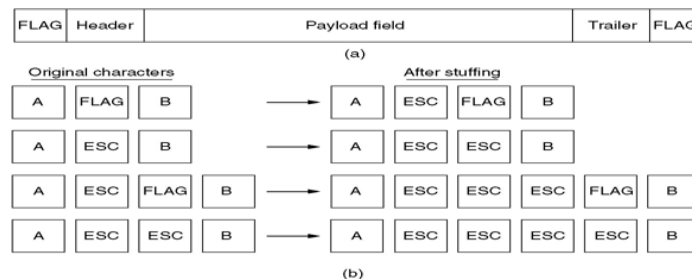 FLAG Header Payload field Trailer FLAG
(a)
Original characters After stuffing
A FLAG B A ESC FLAG B
A ESC B A ESC ESC B
A ESC FLAG B A ESC ESC ESC FLAG B
A ESC ESC B A ESC ESC ESC ESC B
(b)